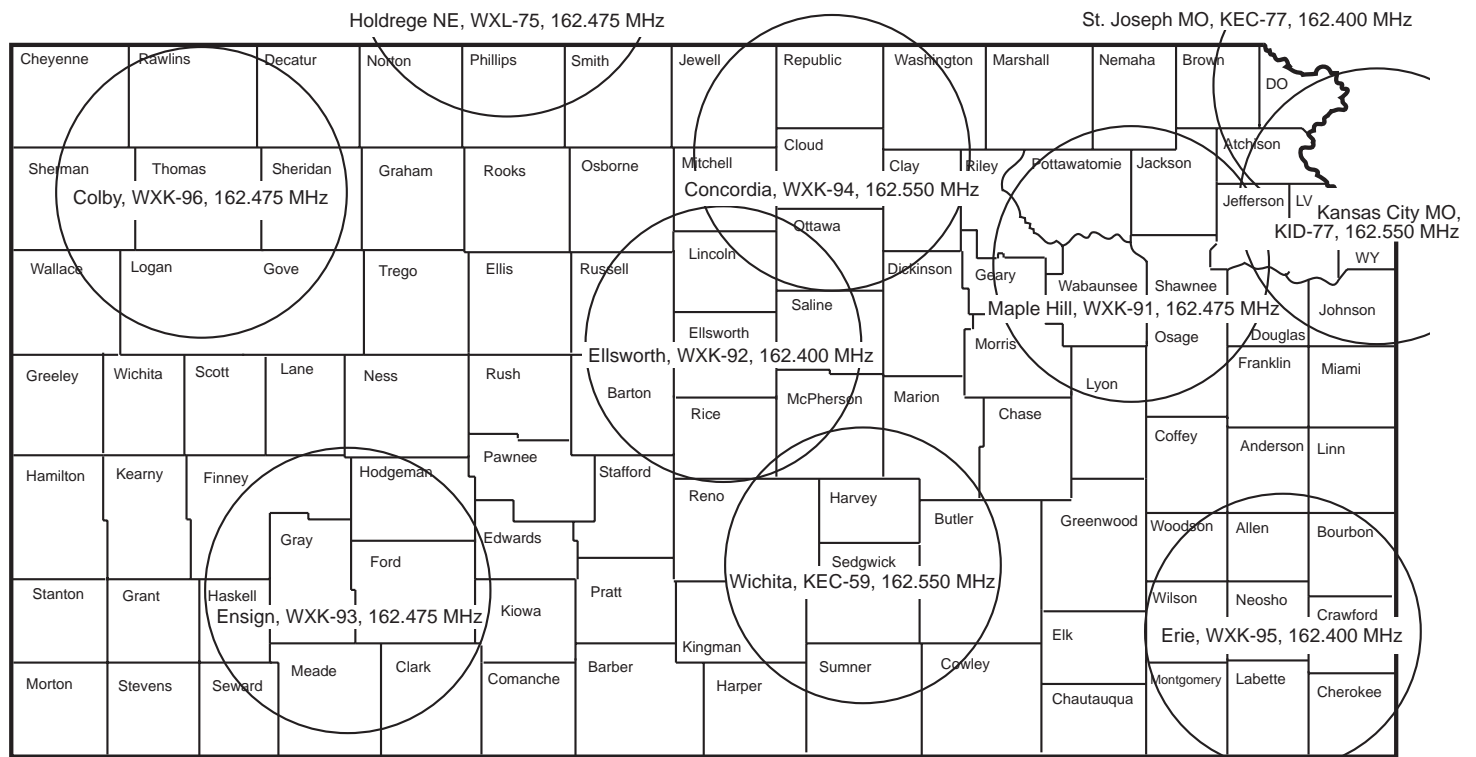 Holdrege NE, WXL-75, 162.475 MHz
St. Joseph MO, KEC-77, 162.400 MHz
Cheyenne
Rawlins
Decatur
Norton
Phillips
Smith
Jewell
Republic
Washington
Marshall
Nemaha
Brown
DO
Sherman
Thomas
Sheridan
Graham
Rooks
Osborne
Mitchell
Cloud
Clay
Riley
Pottawatomie
Jackson
Atchison
Colby, WXK-96, 162.475 MHz
Concordia, WXK-94, 162.550 MHz
Jefferson
LV
Kansas City MO,
KID-77, 162.550 MHz
Wallace
Logan
Gove
Trego
Ellis
Russell
Lincoln
Ottawa
Dickinson
Geary
Wabaunsee
Shawnee
WY
Saline
Maple Hill, WXK-91, 162.475 MHz
Johnson
Ellsworth
Morris
Osage
Douglas
Ellsworth, WXK-92, 162.400 MHz
Greeley
Wichita
Scott
Lane
Ness
Rush
Barton
Rice
McPherson
Marion
Chase
Lyon
Franklin
Miami
Coffey
Anderson
Linn
Hamilton
Kearny
Finney
Hodgeman
Pawnee
Stafford
Reno
Harvey
Butler
Greenwood
Woodson
Allen
Bourbon
Gray
Ford
Edwards
Sedgwick
Wichita, KEC-59, 162.550 MHz
Stanton
Grant
Haskell
Kiowa
Pratt
Wilson
Neosho
Crawford
Ensign, WXK-93, 162.475 MHz
Erie, WXK-95, 162.400 MHz
Kingman
Elk
Morton
Stevens
Seward
Meade
Clark
Comanche
Barber
Harper
Sumner
Cowley
Chautauqua
Montgomery
Labette
Cherokee